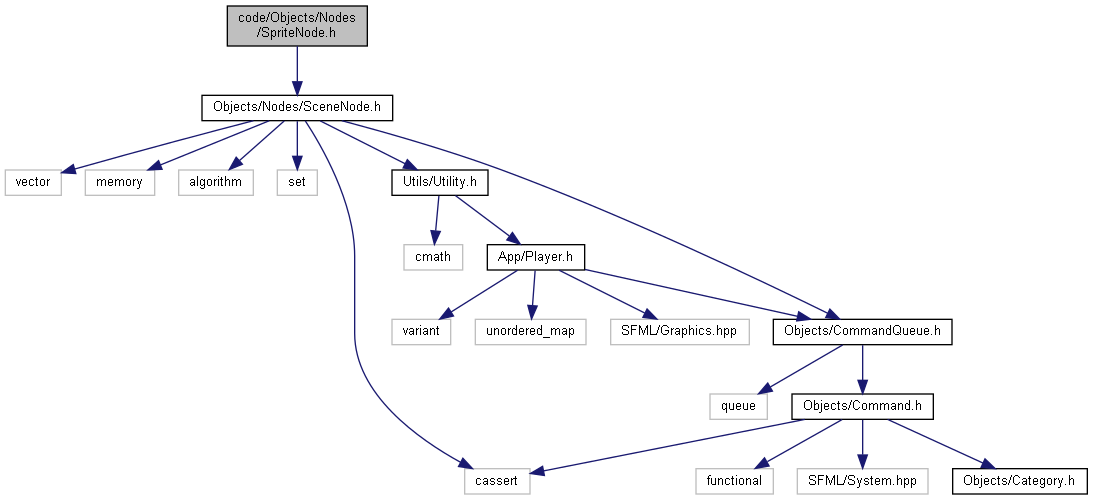 code/Objects/Nodes
/SpriteNode.h
Objects/Nodes/SceneNode.h
vector
memory
algorithm
set
Utils/Utility.h
cmath
App/Player.h
variant
unordered_map
SFML/Graphics.hpp
Objects/CommandQueue.h
queue
Objects/Command.h
cassert
functional
SFML/System.hpp
Objects/Category.h